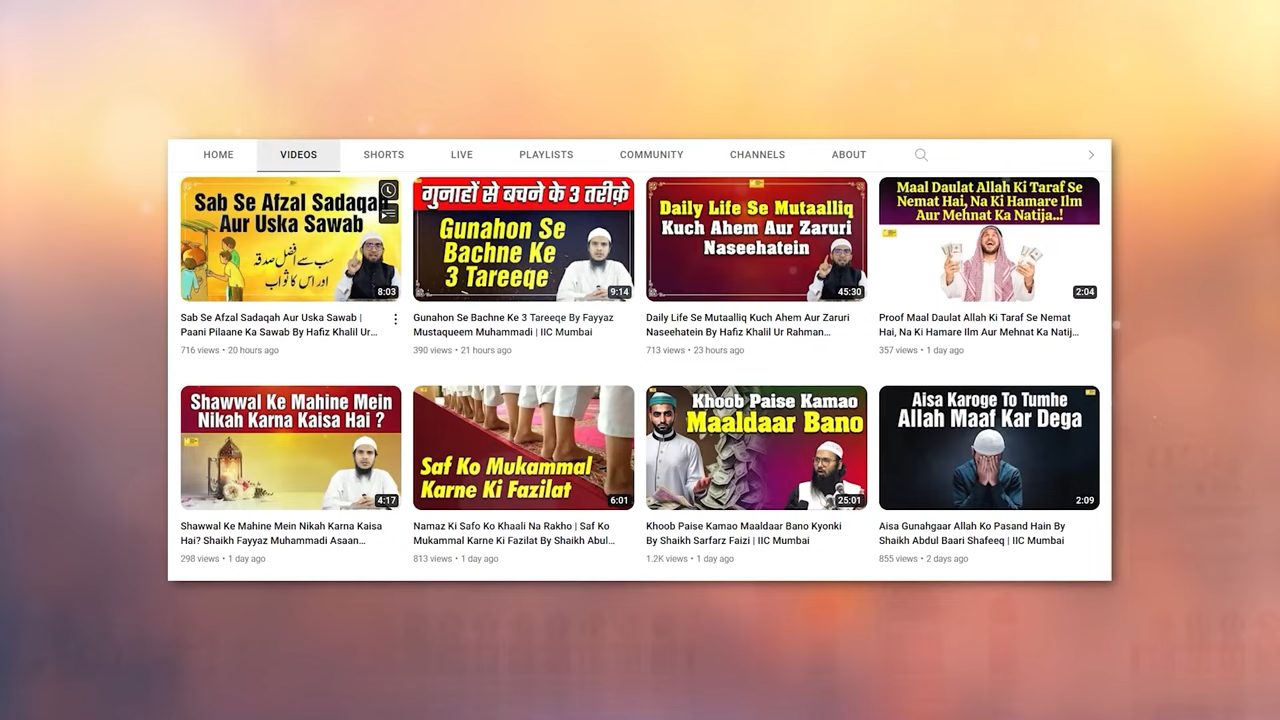 HOME VIDEOS SHORTS LIVE PLAYLISTS COMMUNITY CHANNELS ABOUT
Sab Se Afzal Sadaqah
Aur Uska Sawab
سب سے افضل صدقہ
اور اس کا ثواب
8:03
Sab Se Afzal Sadaqah Aur Uska Sawab |
Paani Pilaane Ka Sawab By Hafiz Khalil Ur...
716 views • 20 hours ago
गुनाहों से बचने के 3 तरीक़े
Gunahon Se
Bachne Ke
3 Tareeqe
9:14
Gunahon Se Bachne Ke 3 Tareeqe By Fayyaz
Mustaqueem Muhammadi | IIC Mumbai
390 views • 21 hours ago
Daily Life Se Mutaalliq
Kuch Ahem Aur Zaruri
Naseehatein
45:30
Daily Life Se Mutaalliq Kuch Ahem Aur Zaruri
Naseehatein By Hafiz Khalil Ur Rahman...
713 views • 23 hours ago
Maal Daulat Allah Ki Taraf Se
Nemat Hai, Na Ki Hamare Ilm
Aur Mehnat Ka Natija..!
2:04
Proof Maal Daulat Allah Ki Taraf Se Nemat
Hai, Na Ki Hamare Ilm Aur Mehnat Ka Natij...
357 views • 1 day ago
Shawwal Ke Mahine Mein
Nikah Karna Kaisa Hai ?
4:17
Shawwal Ke Mahine Mein Nikah Karna Kaisa
Hai? Shaikh Fayyaz Muhammadi Asaan...
298 views • 1 day ago
Saf Ko Mukammal
Karne Ki Fazilat
6:01
Namaz Ki Safo Ko Khaali Na Rakho | Saf Ko
Mukammal Karne Ki Fazilat By Shaikh Abul...
813 views • 1 day ago
Khoob Paise Kamao
Maaldaar Bano
25:01
Khoob Paise Kamao Maaldaar Bano Kyonki
By Shaikh Sarfarz Faizi | IIC Mumbai
1.2K views • 1 day ago
Aisa Karoge To Tumhe
Allah Maaf Kar Dega
2:09
Aisa Gunahgaar Allah Ko Pasand Hain By
Shaikh Abdul Baari Shafeeq | IIC Mumbai
855 views • 2 days ago